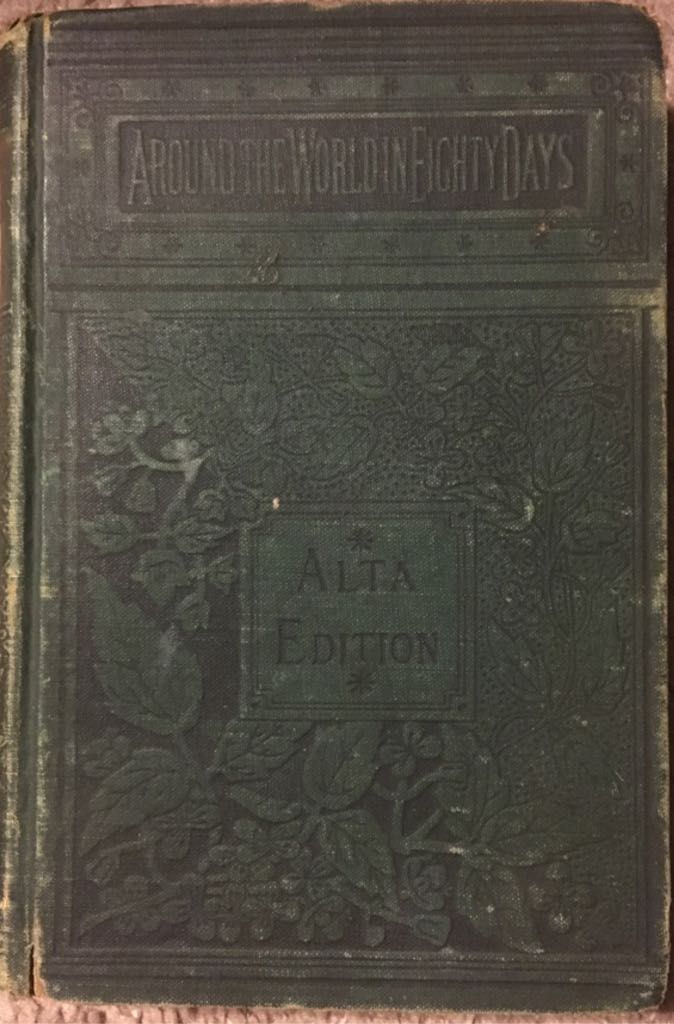 AROUND THE WORLD IN EIGHTY DAYS
ALTA
EDITION